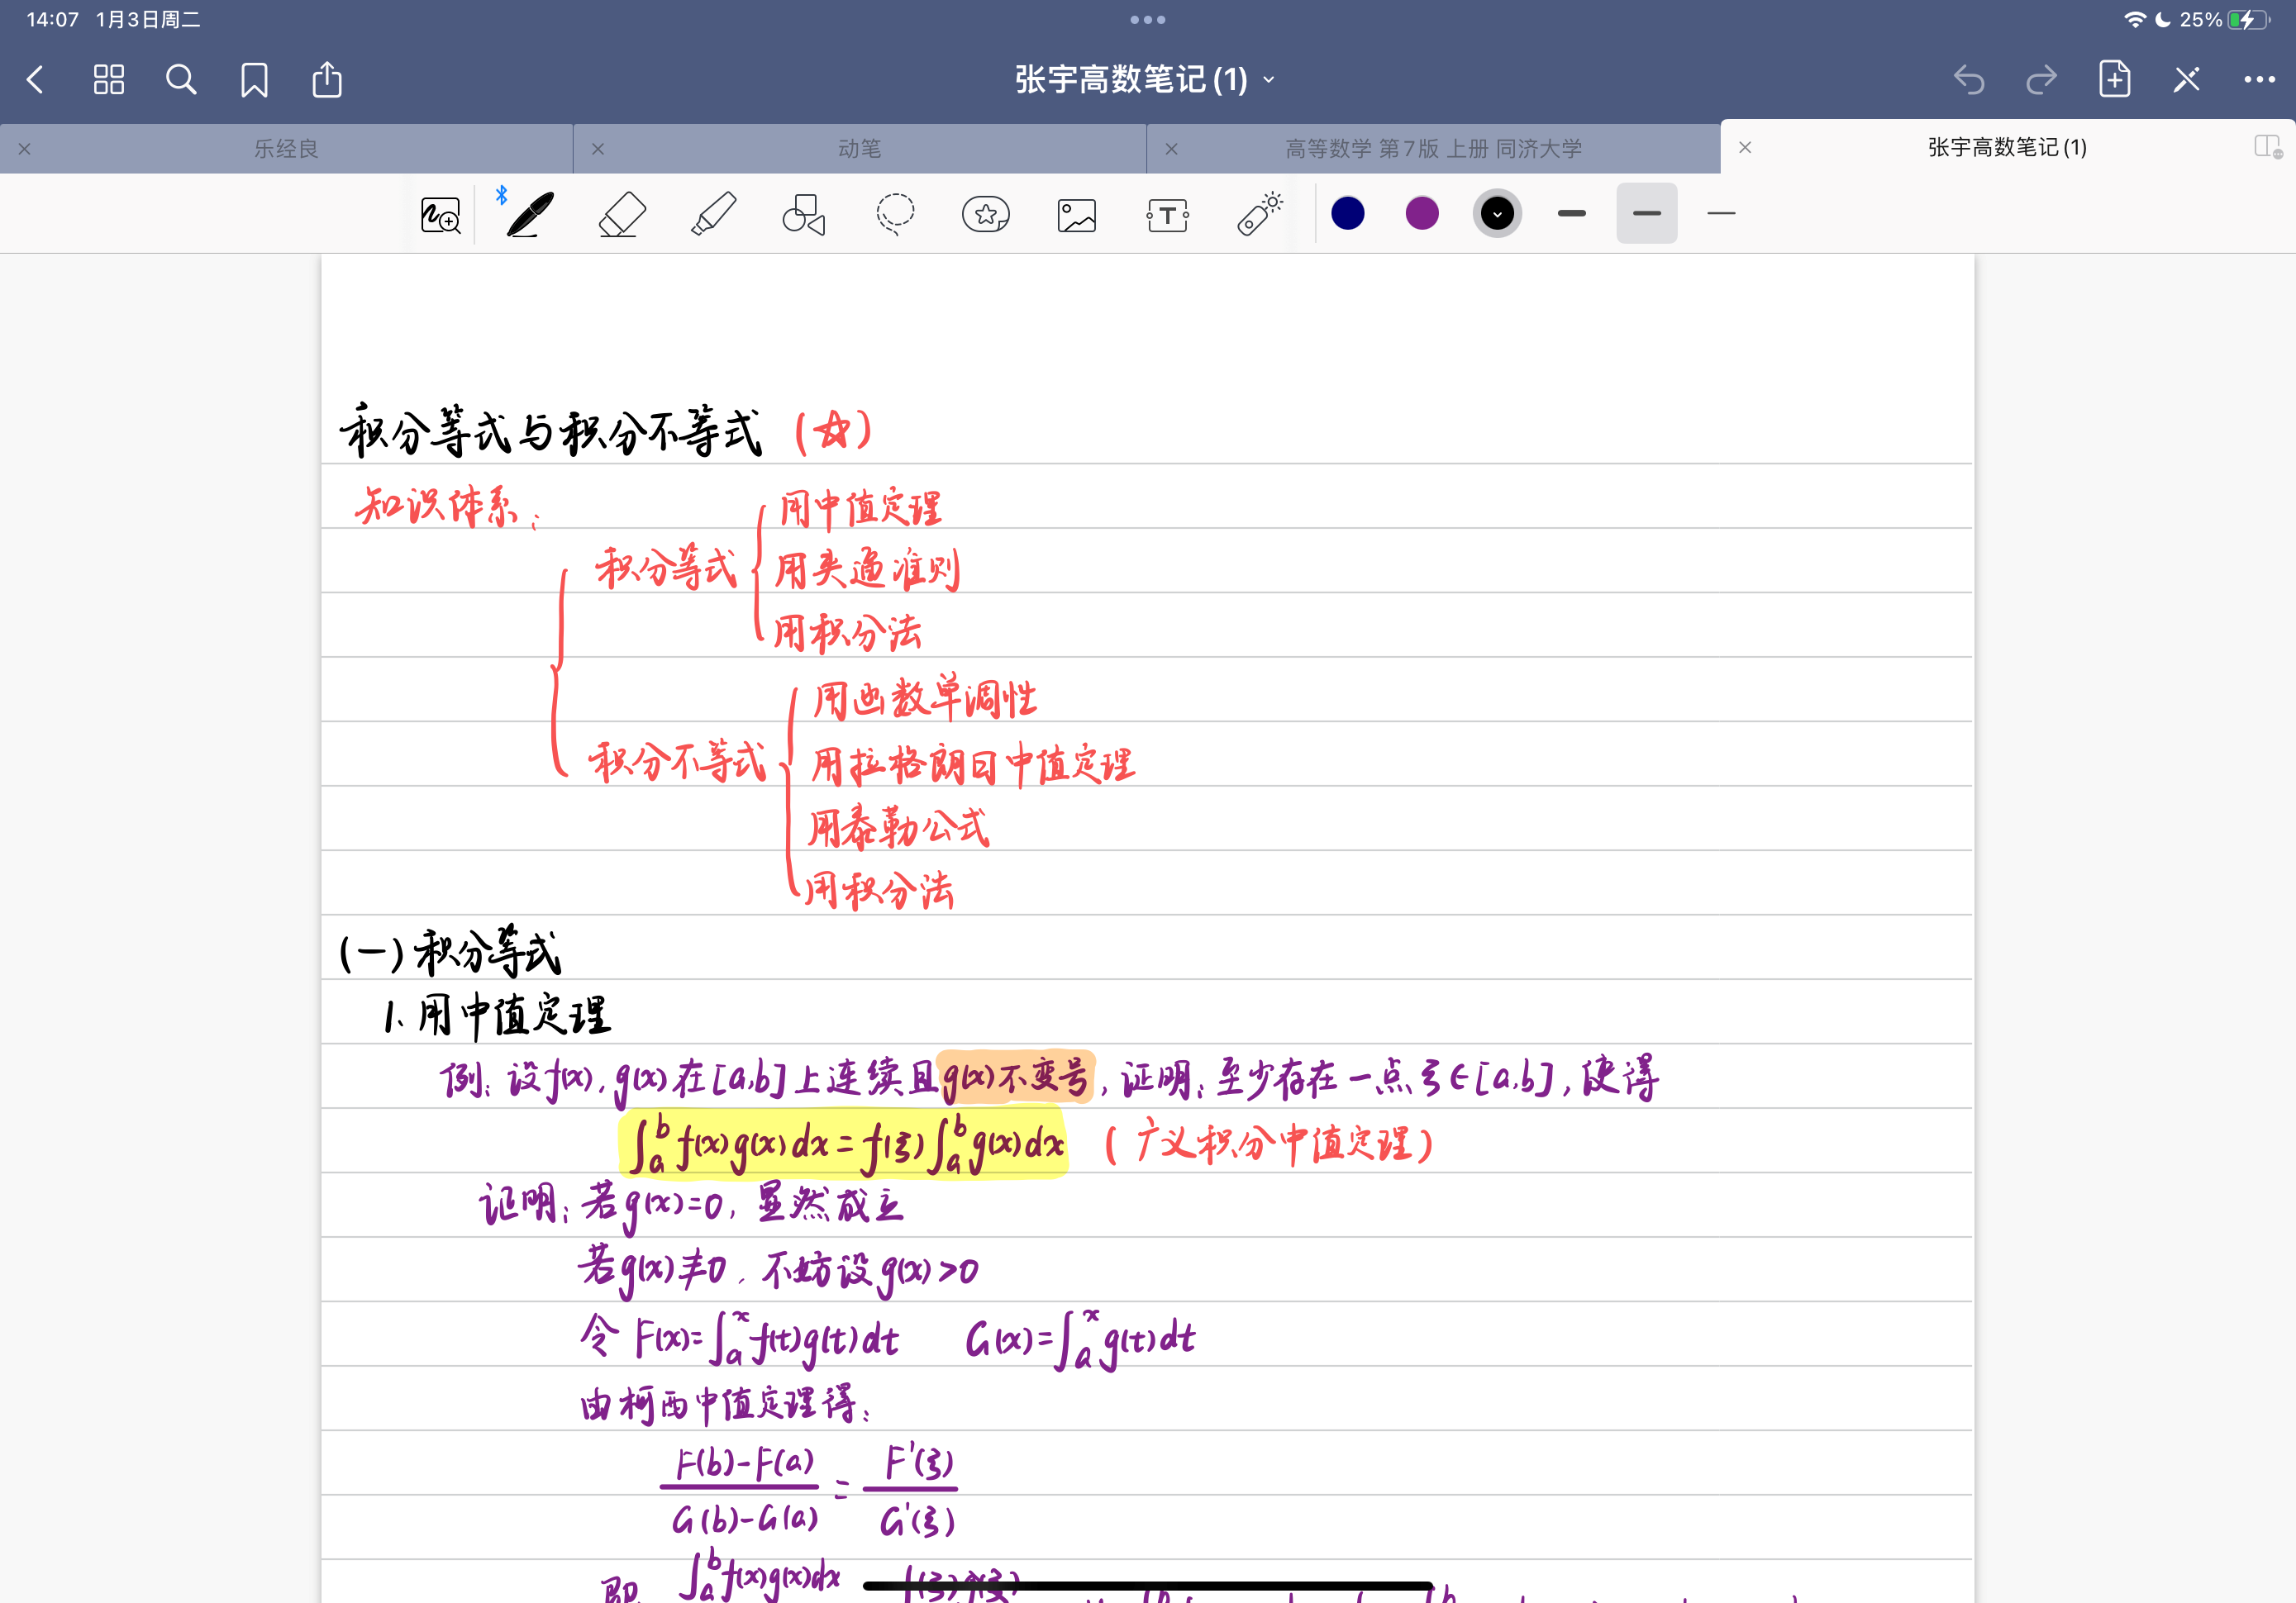 14:07 1月3日周二
25%
张宇高数笔记(1)
乐经良
动笔
高等数学 第7版 上册 同济大学
张宇高数笔记(1)
积分等式与积分不等式 (☆)
知识体系:
积分等式
用中值定理
用夹逼准则
用积分法
积分不等式
用函数单调性
用拉格朗日中值定理
用泰勒公式
用积分法
(一) 积分等式
1. 用中值定理
例: 设f(x), g(x)在[a,b]上连续且g(x)不变号, 证明: 至少存在一点ξ∈[a,b], 使得
∫_a^b f(x)g(x)dx = f(ξ)∫_a^b g(x)dx (广义积分中值定理)
证明: 若g(x)=0, 显然成立
若g(x)≢0, 不妨设g(x)>0
令 F(x)=∫_a^x f(t)g(t)dt G(x)=∫_a^x g(t)dt
由柯西中值定理得:
F(b)-F(a) / G(b)-G(a) = F'(ξ) / G'(ξ)
即 ∫_a^b f(x)g(x)dx f(ξ)g(ξ)